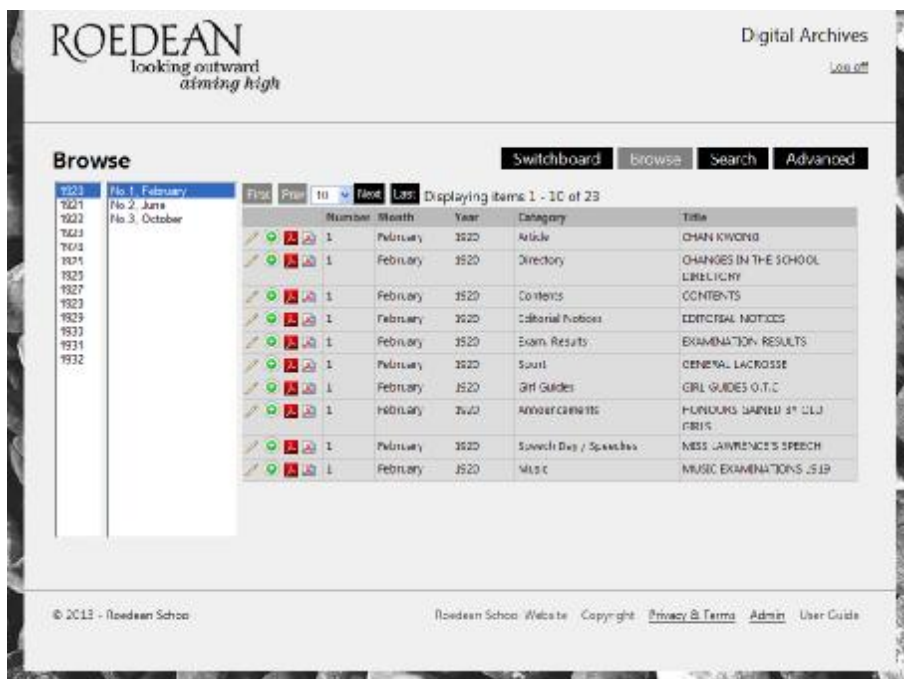 ROEDEAN
looking outward
aiming high
Digital Archives
Log off
Browse
Switchboard Browse Search Advanced
First Prev 10 Next Last Displaying items 1 - 10 of 23
1920
1921
1922
1923
1924
1925
1927
1929
1931
1932
No.1, February
No.2, June
No.3, October
Number Month Year Category Title
1 February 1920 Article CHAN KWONG
1 February 1920 Directory CHANGES IN THE SCHOOL
DIRECTORY
1 February 1920 Contents CONTENTS
1 February 1920 Editorial Notices EDITORIAL NOTICES
1 February 1920 Exam. Results EXAMINATION RESULTS
1 February 1920 Sport GENERAL LACROSSE
1 February 1920 Girl Guides GIRL GUIDES O.T.C
1 February 1920 Announcements HONOURS GAINED BY OLD
GIRLS
1 February 1920 Speech Day / Speeches MISS LAWRENCE'S SPEECH
1 February 1920 Music MUSIC EXAMINATIONS 1919
© 2013 - Roedean School
Roedean School Website Copyright Privacy & Terms Admin User Guide